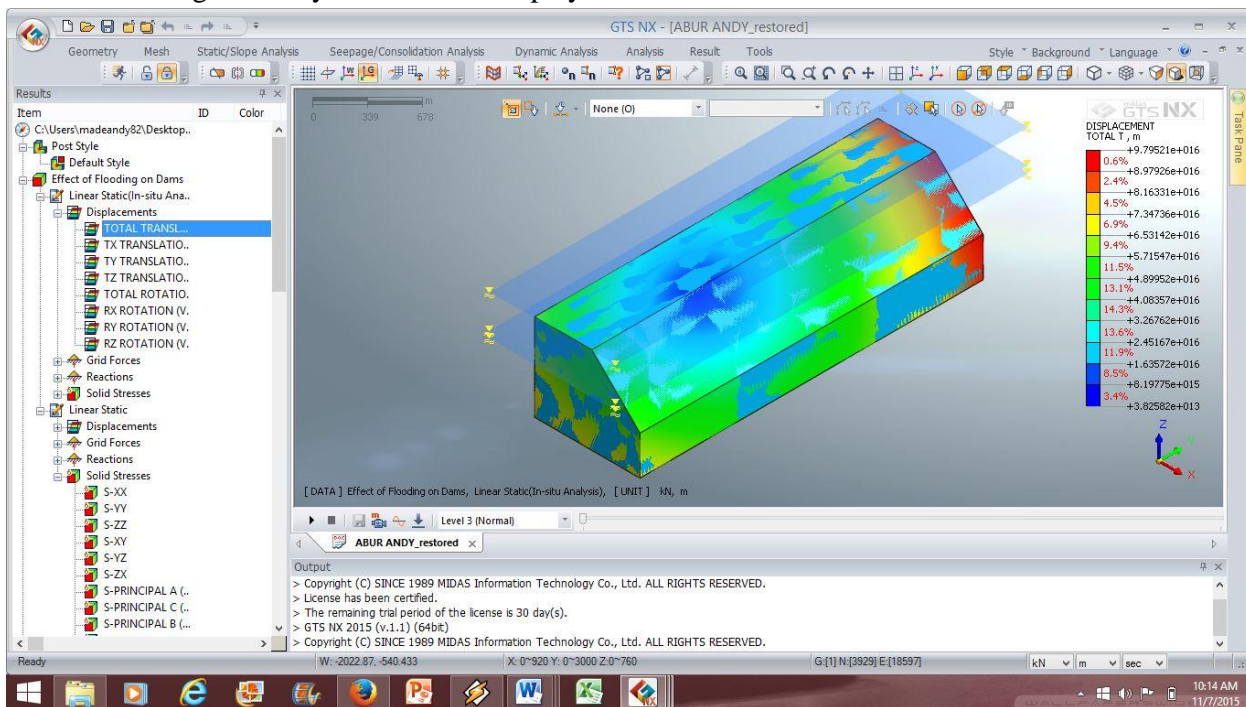 GTS NX - [ABUR ANDY_restored]
Geometry Mesh Static/Slope Analysis Seepage/Consolidation Analysis Dynamic Analysis Analysis Result Tools Style Background Language
Results
Item ID Color
C:\Users\madeandy82\Desktop..
Post Style
Default Style
Effect of Flooding on Dams
Linear Static(In-situ Ana..
Displacements
TOTAL TRANSL...
TX TRANSLATIO..
TY TRANSLATIO..
TZ TRANSLATIO..
TOTAL ROTATIO.
RX ROTATION (V.
RY ROTATION (V.
RZ ROTATION (V.
Grid Forces
Reactions
Solid Stresses
Linear Static
Displacements
Grid Forces
Reactions
Solid Stresses
S-XX
S-YY
S-ZZ
S-XY
S-YZ
S-ZX
S-PRINCIPAL A (..
S-PRINCIPAL C (..
S-PRINCIPAL B (...
m
0 339 678
None (O)
GTS NX
DISPLACEMENT
TOTAL T , m
+9.79521e+016
0.6%
+8.97926e+016
2.4%
+8.16331e+016
4.5%
+7.34736e+016
6.9%
+6.53142e+016
9.4%
+5.71547e+016
11.5%
+4.89952e+016
13.1%
+4.08357e+016
14.3%
+3.26762e+016
13.6%
+2.45167e+016
11.9%
+1.63572e+016
8.5%
+8.19775e+015
3.4%
+3.82582e+013
Z
Y
X
Task Pane
[ DATA ] Effect of Flooding on Dams, Linear Static(In-situ Analysis), [ UNIT ] kN, m
Level 3 (Normal)
ABUR ANDY_restored
Output
> Copyright (C) SINCE 1989 MIDAS Information Technology Co., Ltd. ALL RIGHTS RESERVED.
> License has been certified.
> The remaining trial period of the license is 30 day(s).
> GTS NX 2015 (v.1.1) (64bit)
> Copyright (C) SINCE 1989 MIDAS Information Technology Co., Ltd. ALL RIGHTS RESERVED.
Ready W: -2022.87, -540.433 X: 0~920 Y: 0~3000 Z:0~760 G:[1] N:[3929] E:[18597] kN m sec
10:14 AM
11/7/2015